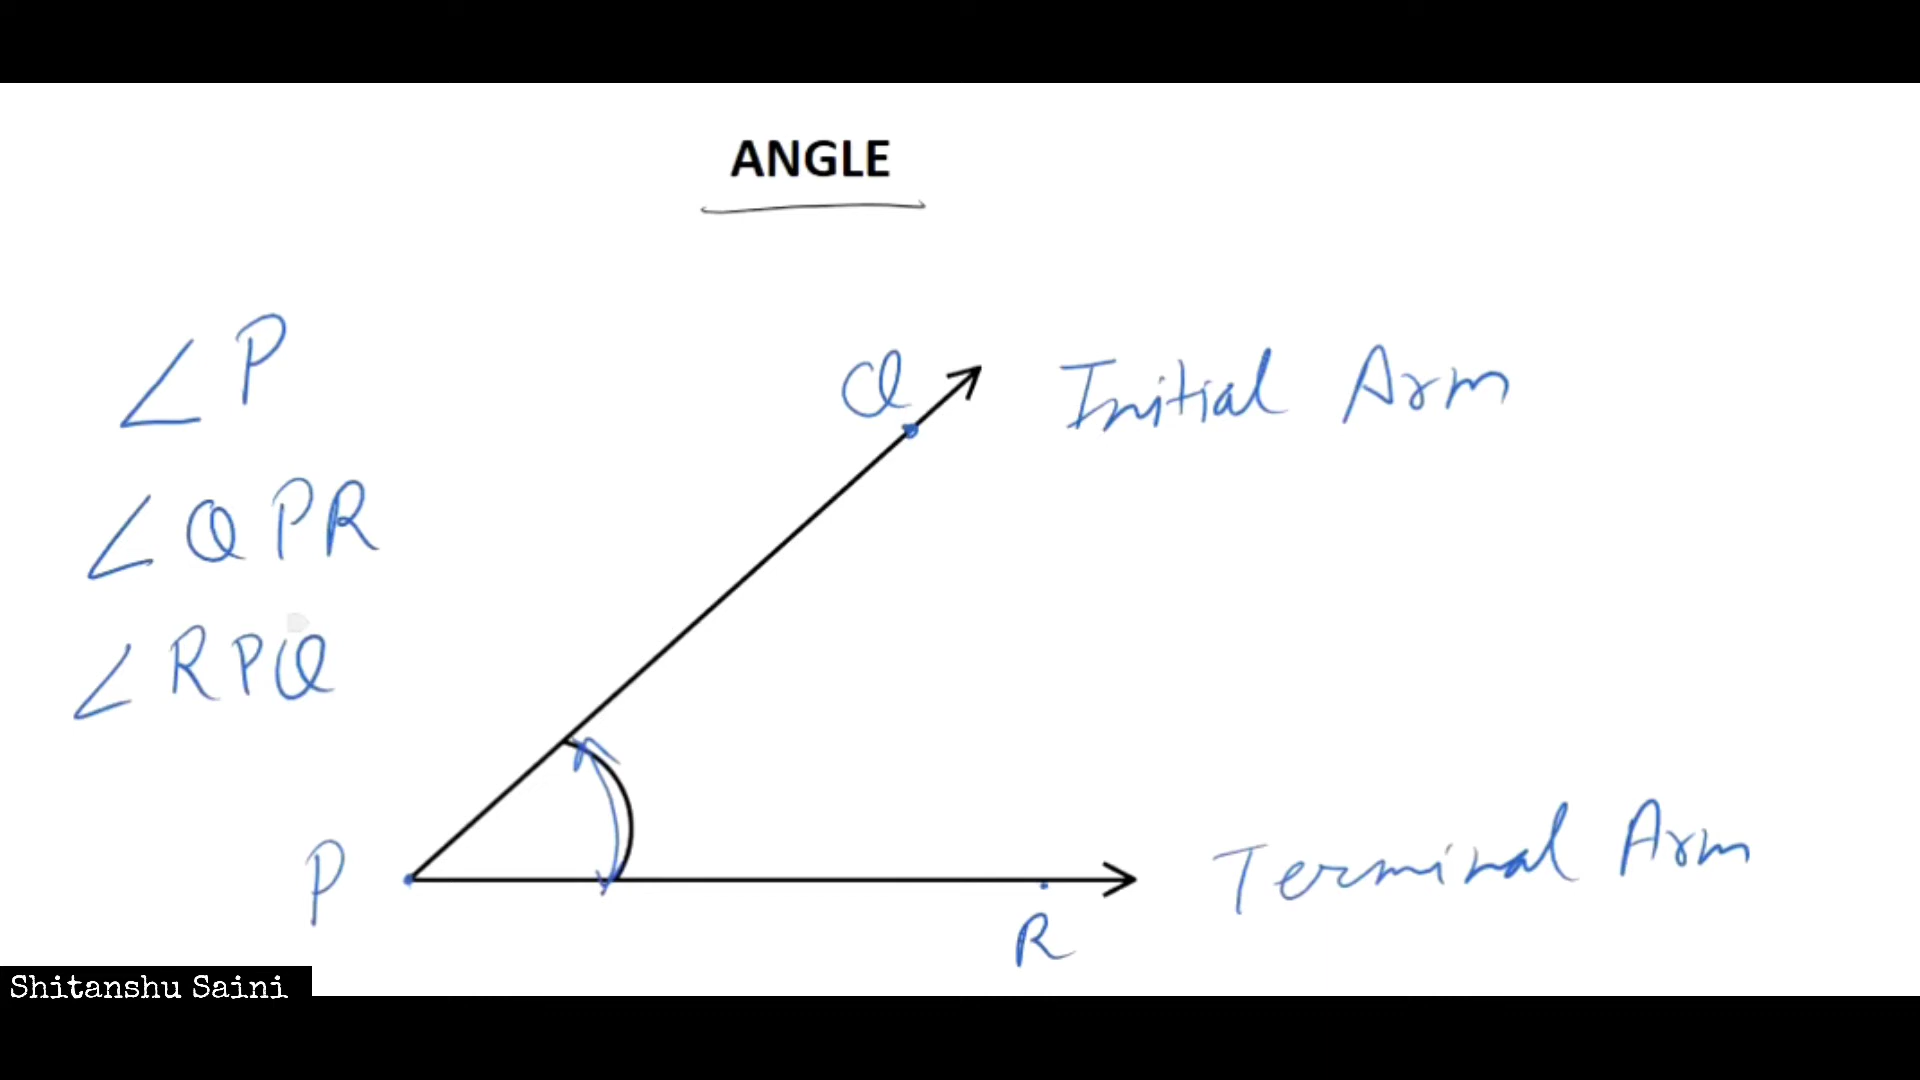 ANGLE
∠P
Q
Initial Arm
∠QPR
∠RPQ
P
Terminal Arm
R
Shitanshu Saini